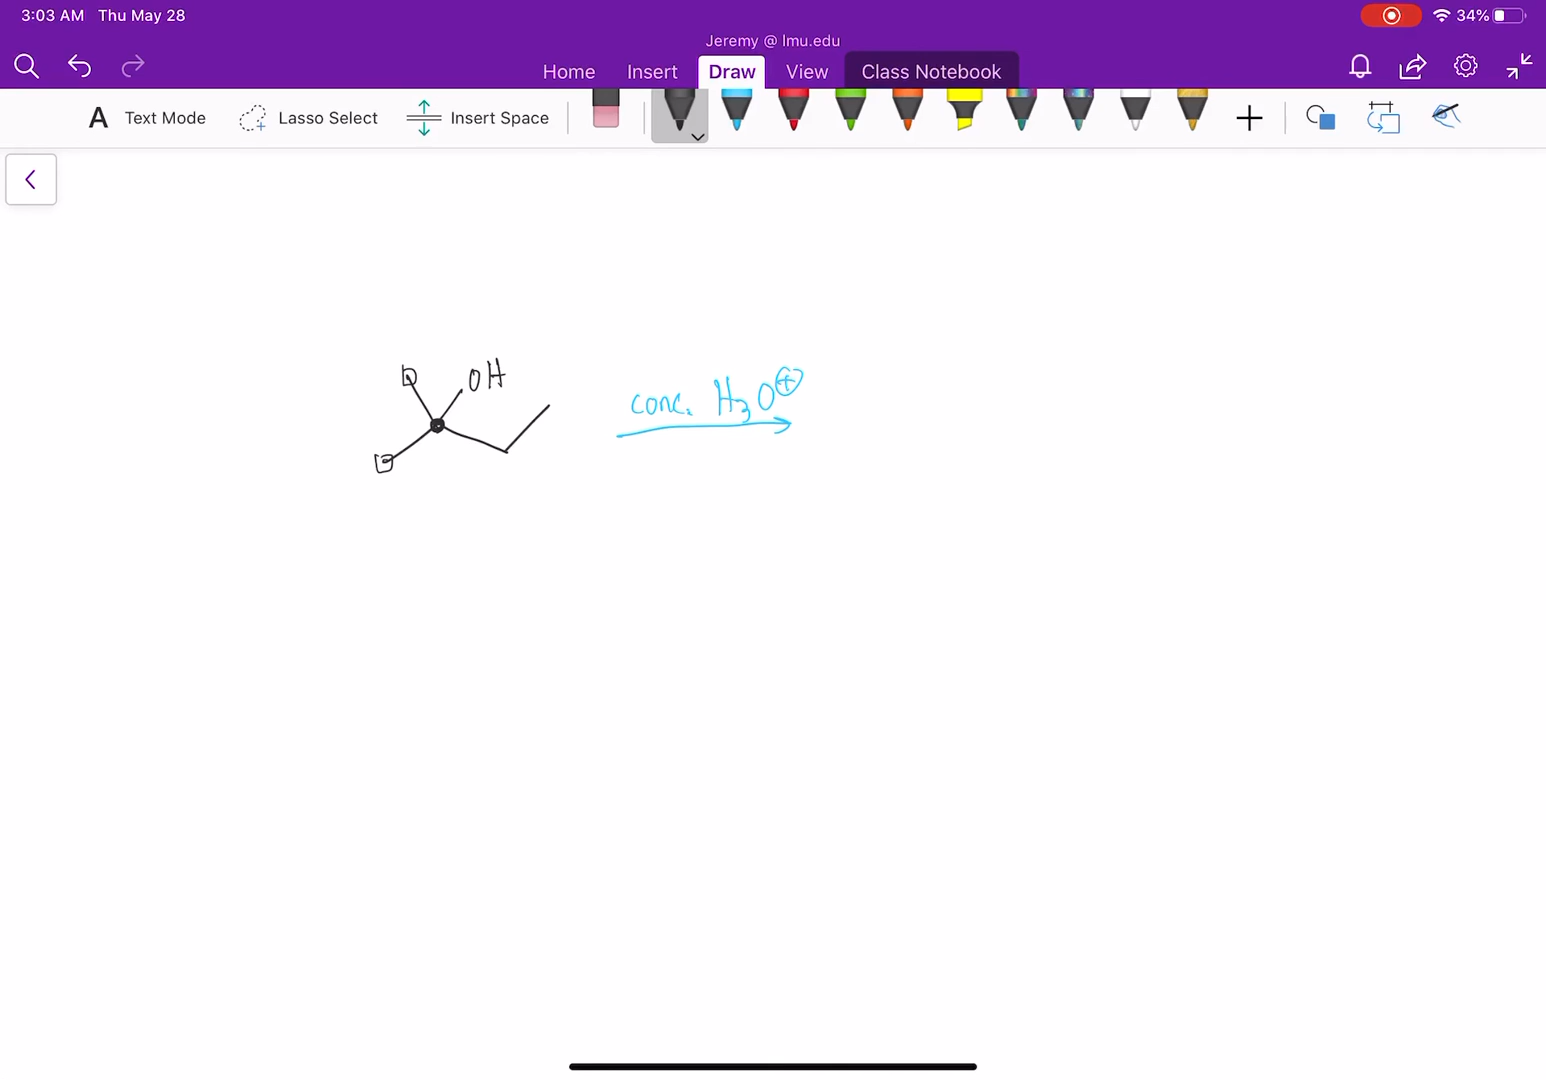 3:03 AM Thu May 28
34%
Jeremy @ lmu.edu
Home Insert Draw View Class Notebook
A Text Mode Lasso Select Insert Space
OH
conc. H₃O⊕